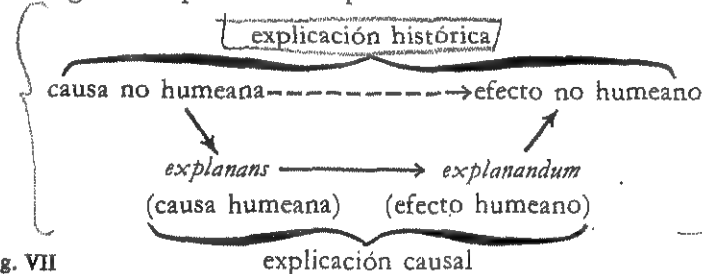 explicación histórica
causa no humeana efecto no humeano
explanans explanandum
(causa humeana) (efecto humeano)
g. VII explicación causal